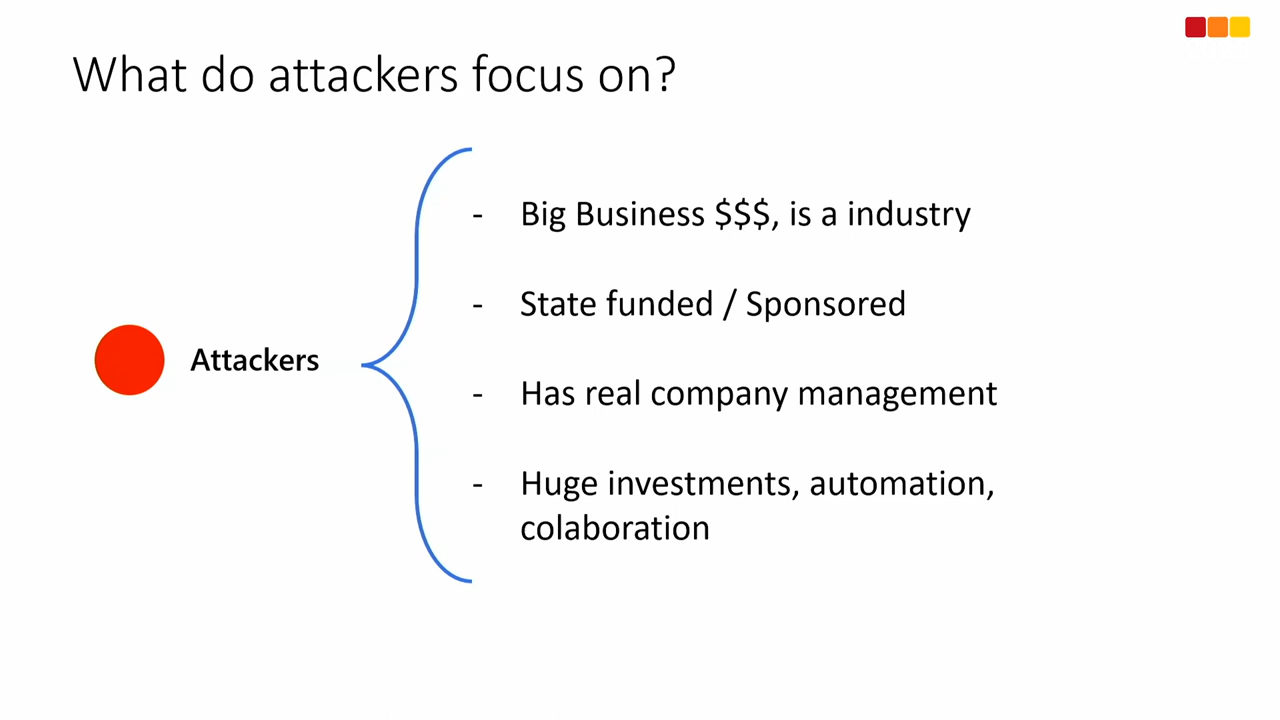 What do attackers focus on?
- Big Business $$$, is a industry
- State funded / Sponsored
Attackers
- Has real company management
- Huge investments, automation,
colaboration